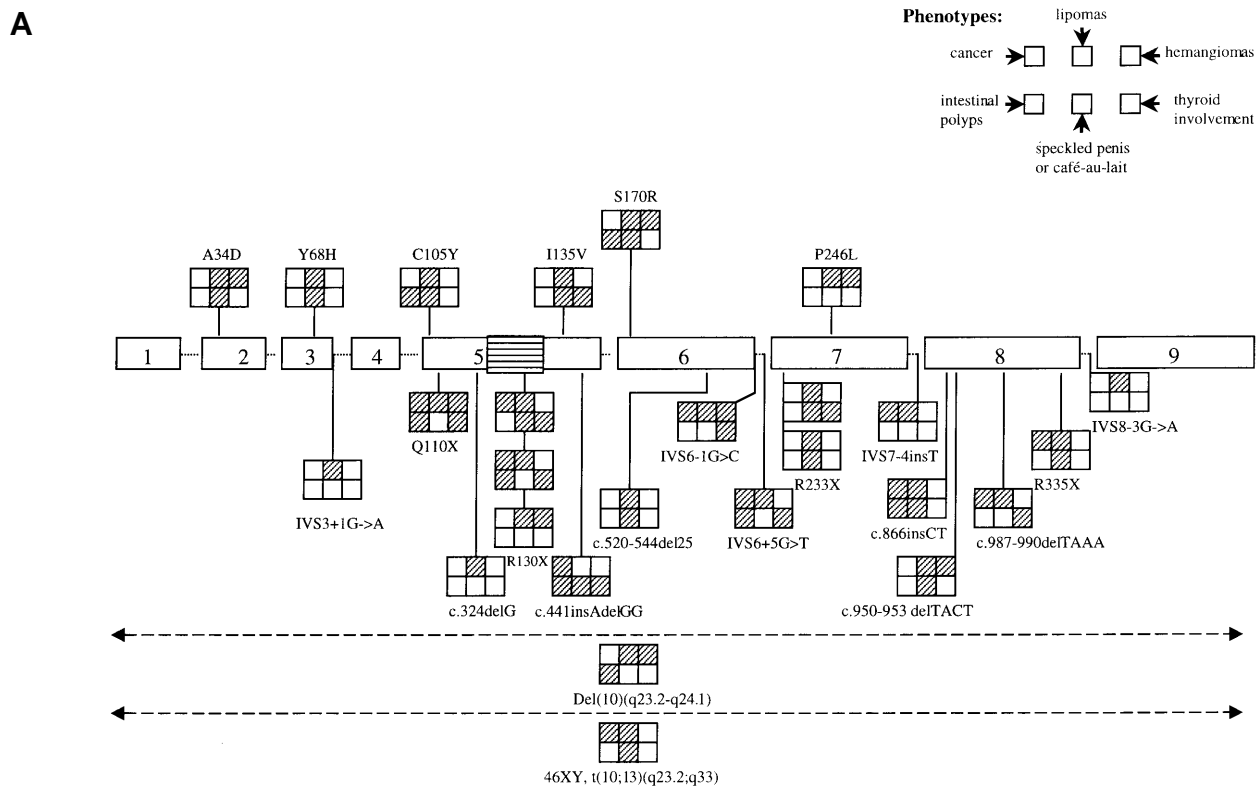 A
Phenotypes:
lipomas
cancer
hemangiomas
intestinal
polyps
thyroid
involvement
speckled penis
or café-au-lait
S170R
A34D
Y68H
C105Y
I135V
P246L
1
2
3
4
5
6
7
8
9
Q110X
IVS6-1G>C
IVS7-4insT
IVS8-3G->A
R233X
R335X
IVS3+1G->A
c.520-544del25
IVS6+5G>T
c.866insCT
c.987-990delTAAA
R130X
c.324delG
c.441insAdelGG
c.950-953 delTACT
Del(10)(q23.2-q24.1)
46XY, t(10;13)(q23.2;q33)